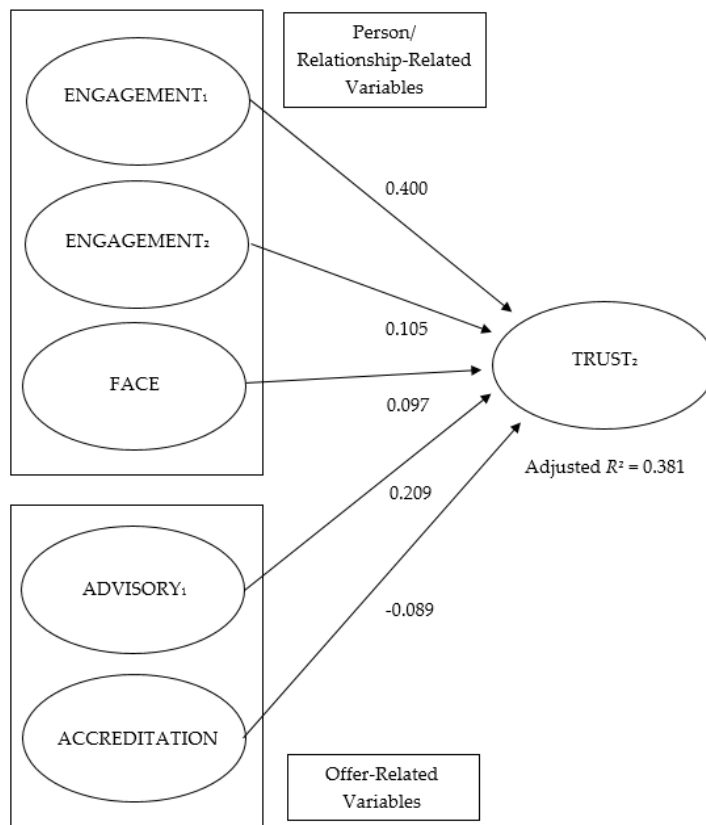 Person/
Relationship-Related
Variables
ENGAGEMENT₁
0.400
ENGAGEMENT₂
0.105
TRUST₂
FACE
0.097
Adjusted R² = 0.381
0.209
ADVISORY₁
-0.089
ACCREDITATION
Offer-Related
Variables